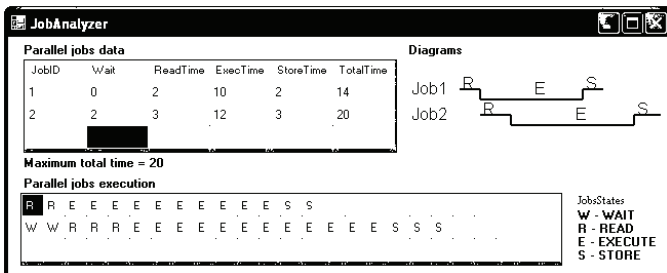 JobAnalyzer
Parallel jobs data
JobID Wait ReadTime ExecTime StoreTime TotalTime
1 0 2 10 2 14
2 2 3 12 3 20
Maximum total time = 20
Diagrams
Job1 R E S
Job2 R E S
Parallel jobs execution
R R E E E E E E E E E E S S
W W R R R E E E E E E E E E E E E S S S
JobsStates
W - WAIT
R - READ
E - EXECUTE
S - STORE